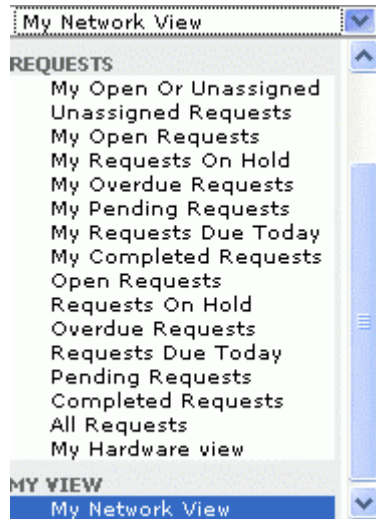 My Network View
REQUESTS
My Open Or Unassigned
Unassigned Requests
My Open Requests
My Requests On Hold
My Overdue Requests
My Pending Requests
My Requests Due Today
My Completed Requests
Open Requests
Requests On Hold
Overdue Requests
Requests Due Today
Pending Requests
Completed Requests
All Requests
My Hardware view
MY VIEW
My Network View